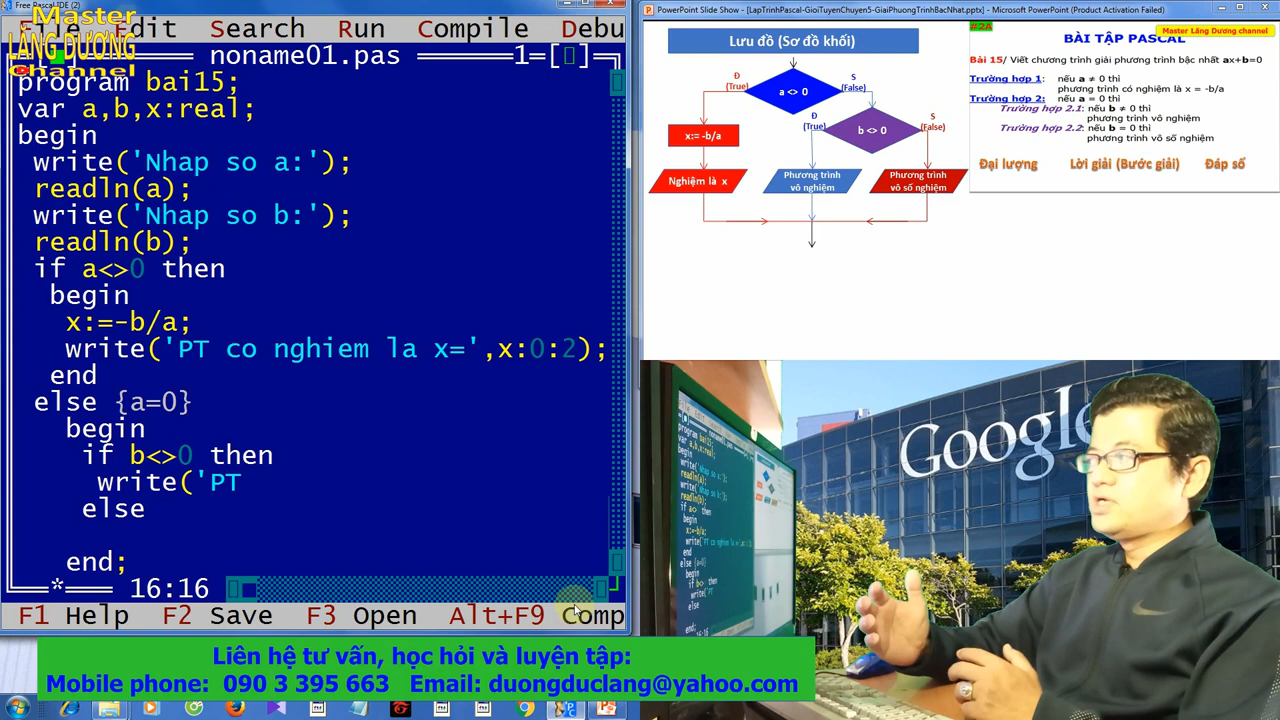 Free Pascal IDE (2)
Master
LÃNG DƯƠNG
channel
File Edit Search Run Compile Debu
noname01.pas 1=[
program bai15;
var a,b,x:real;
begin
write('Nhap so a:');
readln(a);
write('Nhap so b:');
readln(b);
if a<>0 then
begin
x:=-b/a;
write('PT co nghiem la x=',x:0:2);
end
else {a=0}
begin
if b<>0 then
write('PT
else
end;
* 16:16
F1 Help F2 Save F3 Open Alt+F9 Comp
PowerPoint Slide Show - [LapTrinhPascal-GioiTuyenChuyen5-GiaiPhuongTrinhBacNhat.pptx] - Microsoft PowerPoint (Product Activation Failed)
Lưu đồ (Sơ đồ khối)
Đ
(True)
a <> 0
S
(False)
x:= -b/a
Đ
(True)
b <> 0
S
(False)
Nghiệm là x
Phương trình
vô nghiệm
Phương trình
vô số nghiệm
#2A
Master Lãng Dương channel
BÀI TẬP PASCAL
Bài 15/ Viết chương trình giải phương trình bậc nhất ax+b=0
Trường hợp 1: nếu a ≠ 0 thì
phương trình có nghiệm là x = -b/a
Trường hợp 2: nếu a = 0 thì
Trường hợp 2.1: nếu b ≠ 0 thì
phương trình vô nghiệm
Trường hợp 2.2: nếu b = 0 thì
phương trình vô số nghiệm
Đại lượng Lời giải (Bước giải) Đáp số
Google
Liên hệ tư vấn, học hỏi và luyện tập:
Mobile phone: 090 3 395 663 Email: duongduclang@yahoo.com